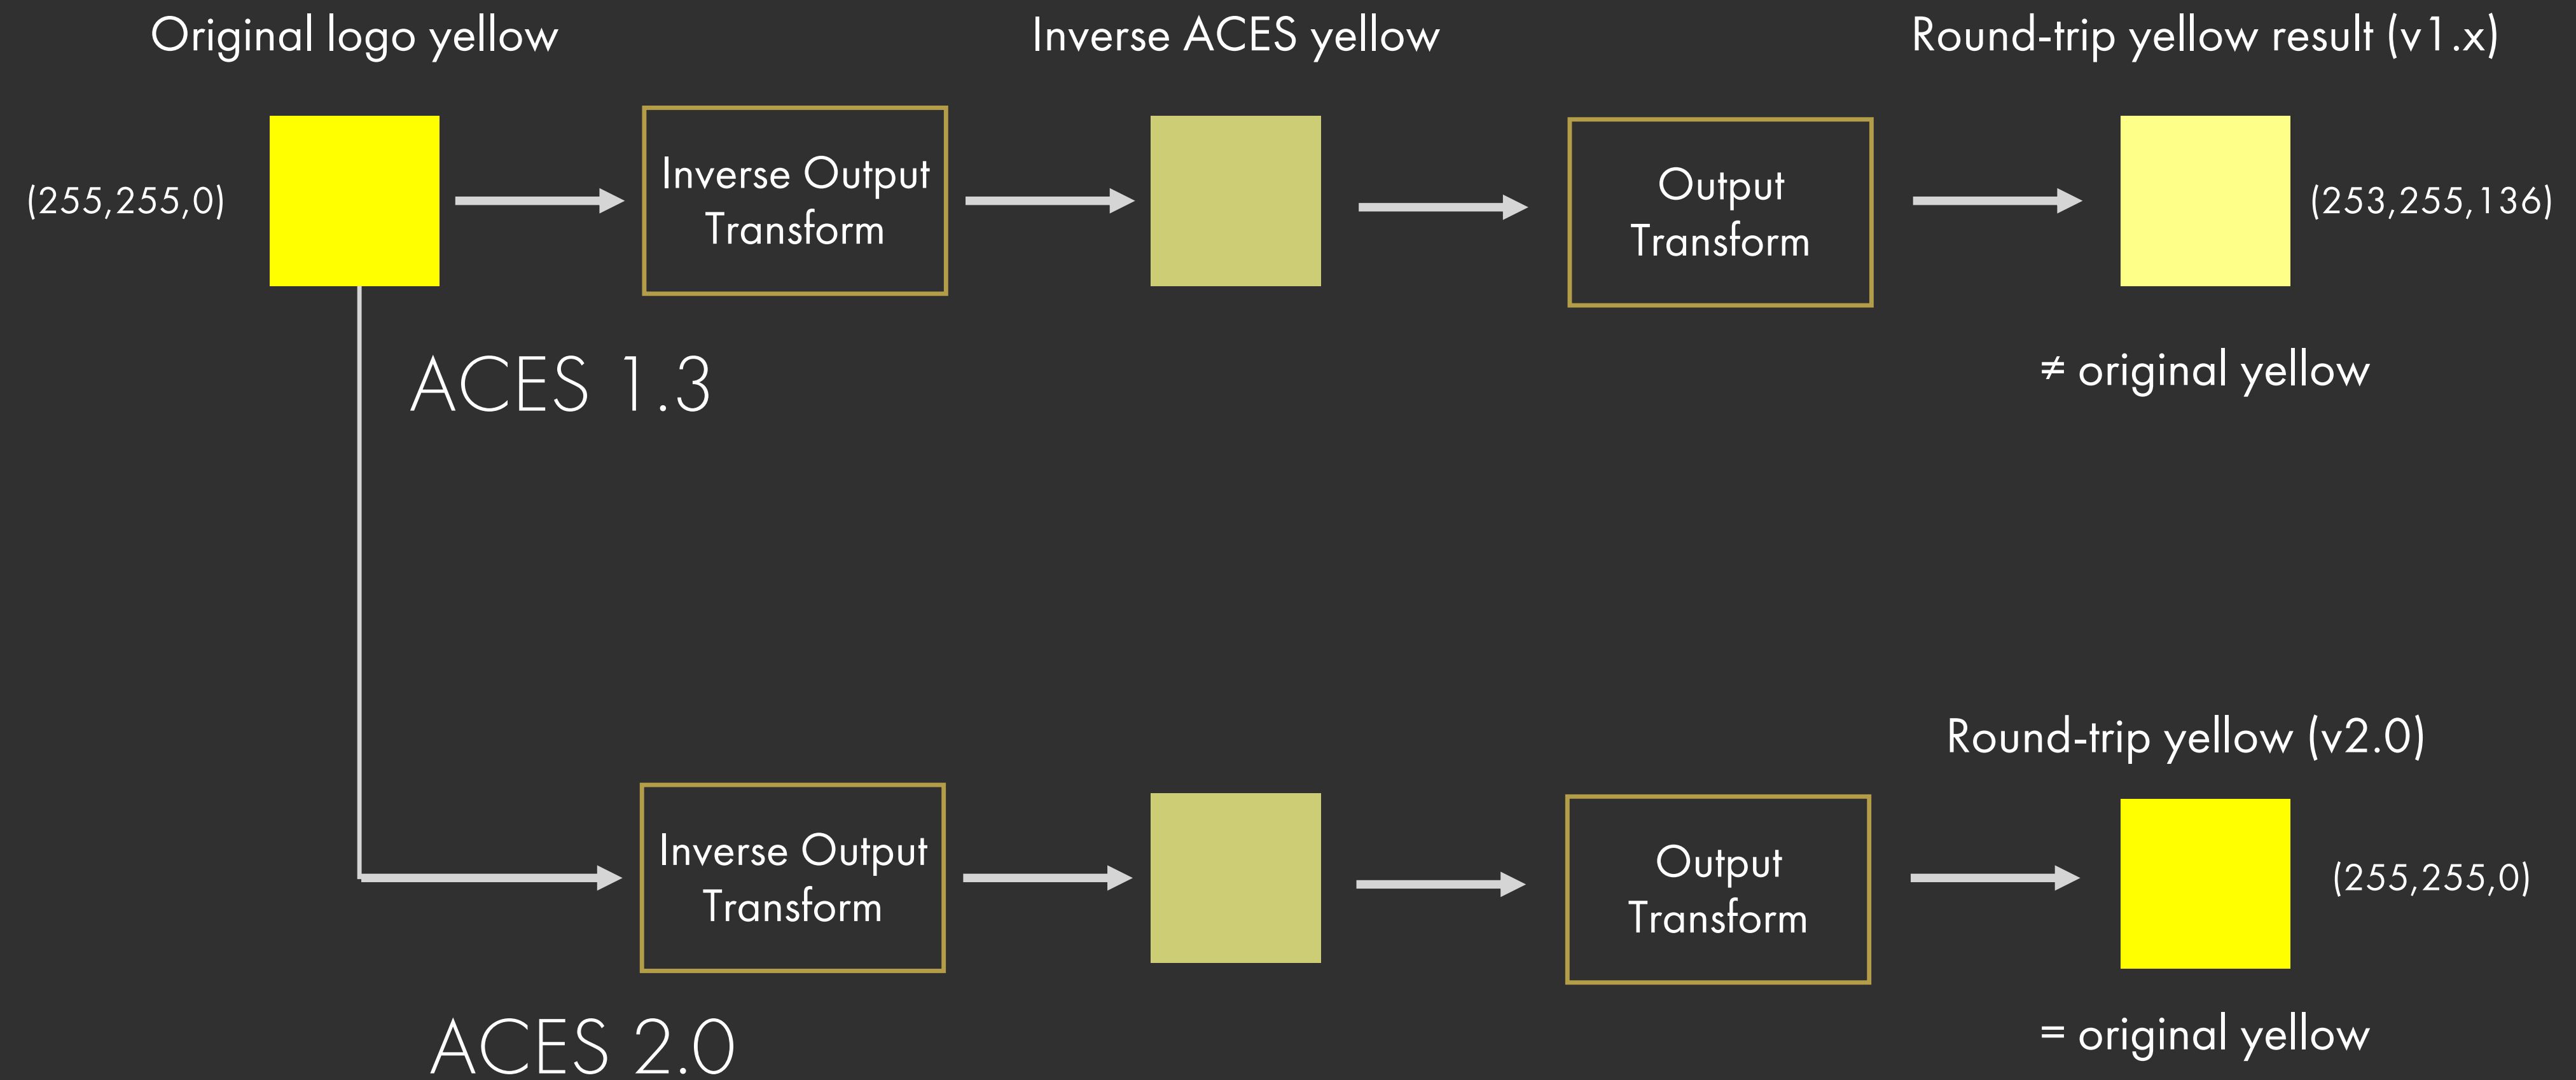 Original logo yellow
Inverse ACES yellow
Round-trip yellow result (v1.x)
(255,255,0)
Inverse Output
Transform
Output
Transform
(253,255,136)
ACES 1.3
≠ original yellow
Round-trip yellow (v2.0)
Inverse Output
Transform
Output
Transform
(255,255,0)
ACES 2.0
= original yellow